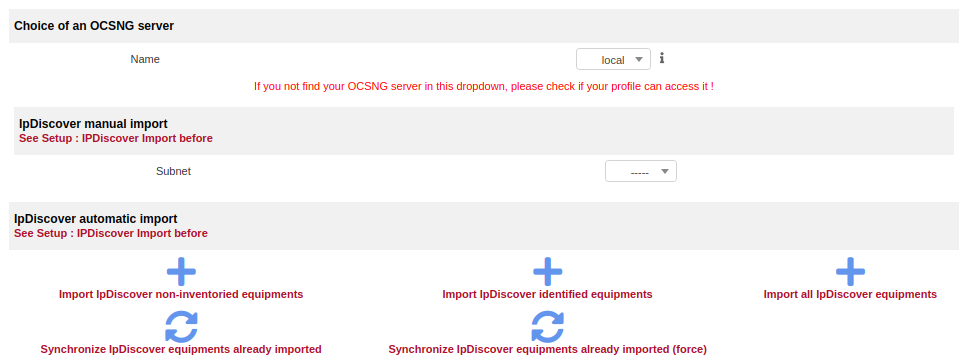 Choice of an OCSNG server
Name local
If you not find your OCSNG server in this dropdown, please check if your profile can access it !
IpDiscover manual import
See Setup : IPDiscover Import before
Subnet -----
IpDiscover automatic import
See Setup : IPDiscover Import before
Import IpDiscover non-inventoried equipments Import IpDiscover identified equipments Import all IpDiscover equipments
Synchronize IpDiscover equipments already imported Synchronize IpDiscover equipments already imported (force)